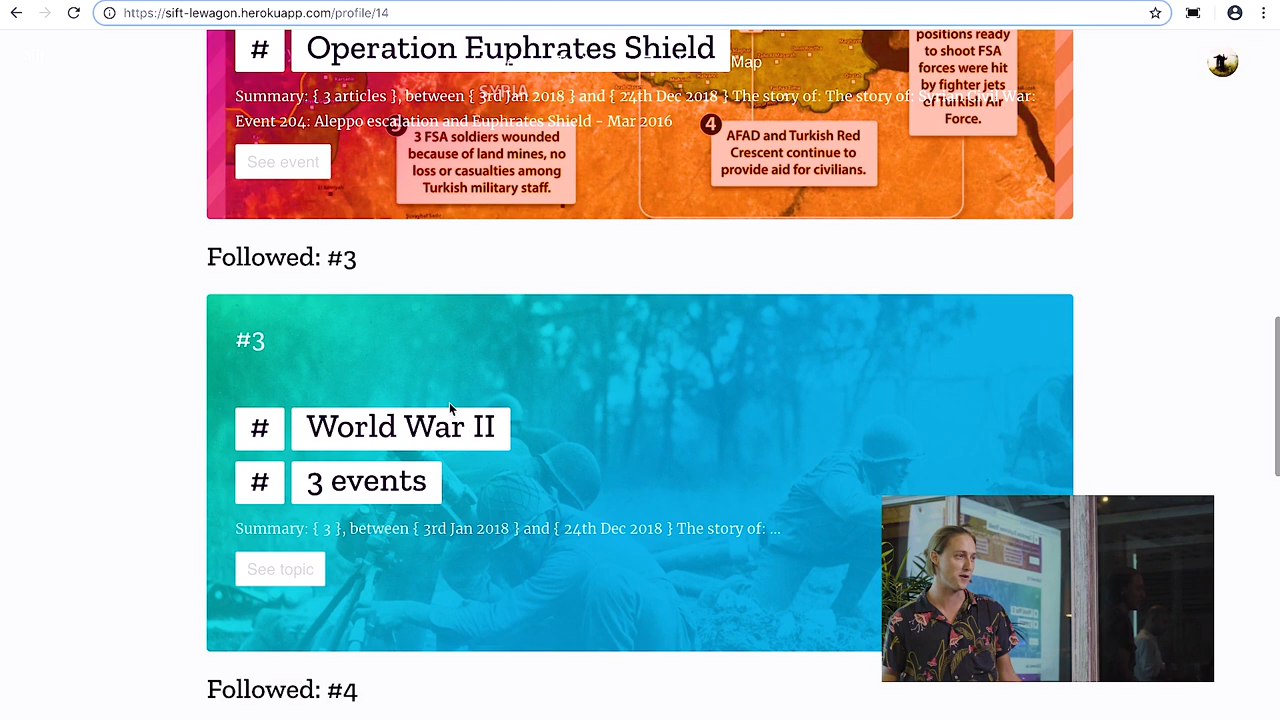 https://sift-lewagon.herokuapp.com/profile/14
# Operation Euphrates Shield
Map
positions ready
to shoot FSA
forces were hit
by fighter jets
of Turkish Air
Force.
SYRIA
Summary: { 3 articles }, between { 3rd Jan 2018 } and { 24th Dec 2018 } The story of: The story of: Syrian Civil War:
Event 204: Aleppo escalation and Euphrates Shield - Mar 2016
3 FSA soldiers wounded
because of land mines, no
loss or casualties among
Turkish military staff.
4
AFAD and Turkish Red
Crescent continue to
provide aid for civilians.
See event
Followed: #3
#3
# World War II
# 3 events
Summary: { 3 }, between { 3rd Jan 2018 } and { 24th Dec 2018 } The story of: ...
See topic
Followed: #4